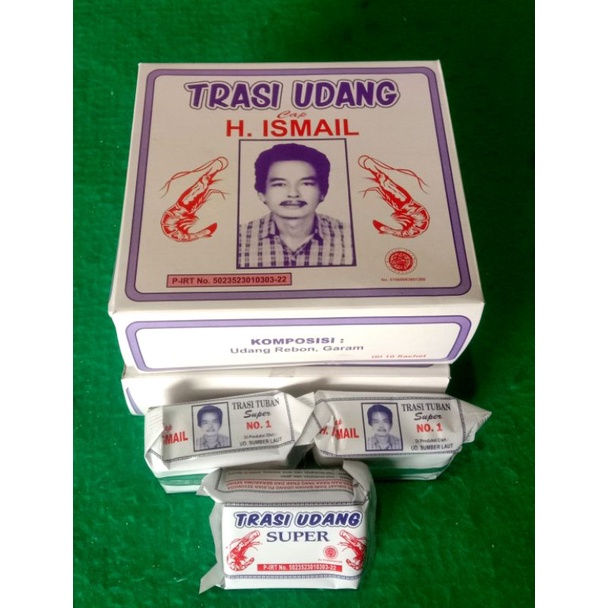 TRASI UDANG
Cap
H. ISMAIL
P-IRT No. 5023523010303-22
KOMPOSISI :
Udang Rebon, Garam
ISI 10 Sachet
H. ISMAIL
TRASI TUBAN
Super
NO. 1
Di Produksi Oleh :
UD. SUMBER LAUT
ISMAIL
TRASI TUBAN
Super
NO. 1
Di Produksi Oleh :
UD. SUMBER LAUT
TRASI UDANG
SUPER
P-IRT No. 5023523010303-22